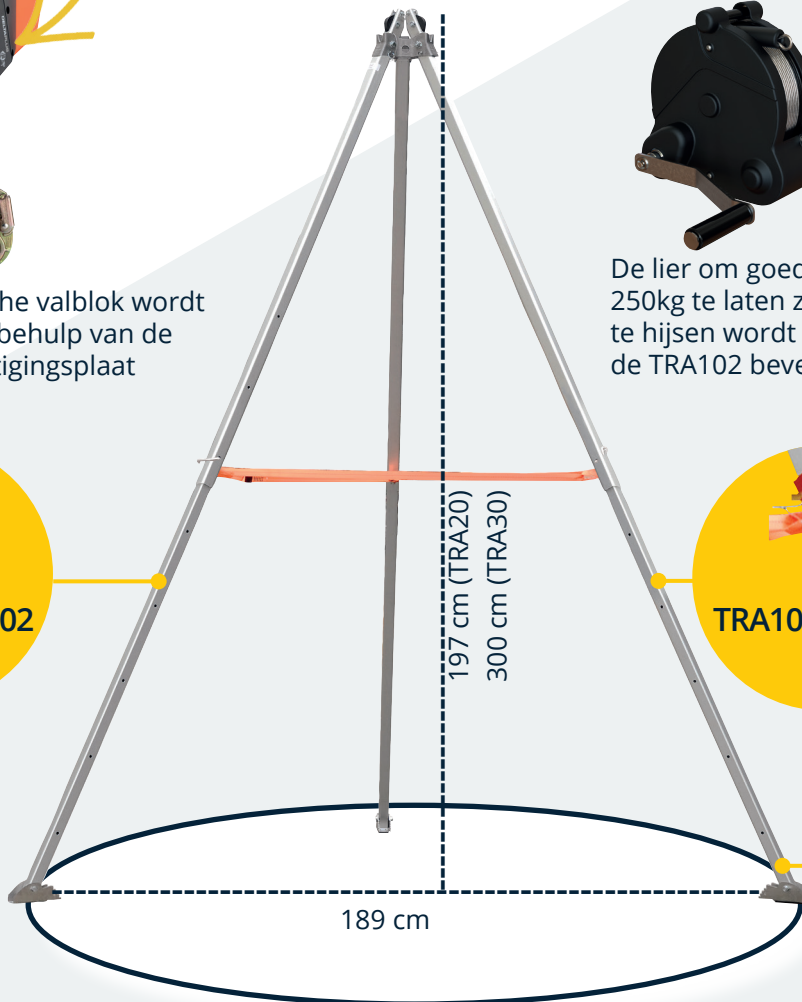 he valblok wordt
behulp van de
igingsplaat
De lier om goed
250kg te laten z
te hijsen wordt
de TRA102 beve
197 cm (TRA20)
300 cm (TRA30)
02
TRA10
189 cm